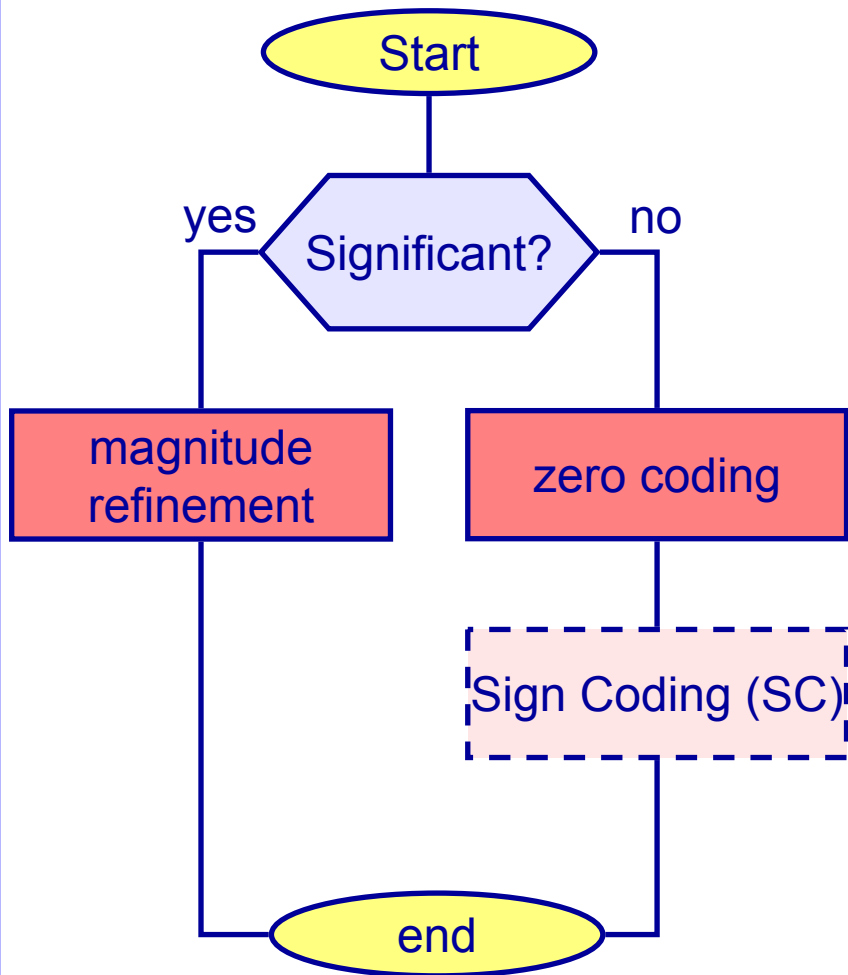 Start
yes
no
Significant?
magnitude
refinement
zero coding
Sign Coding (SC)
end